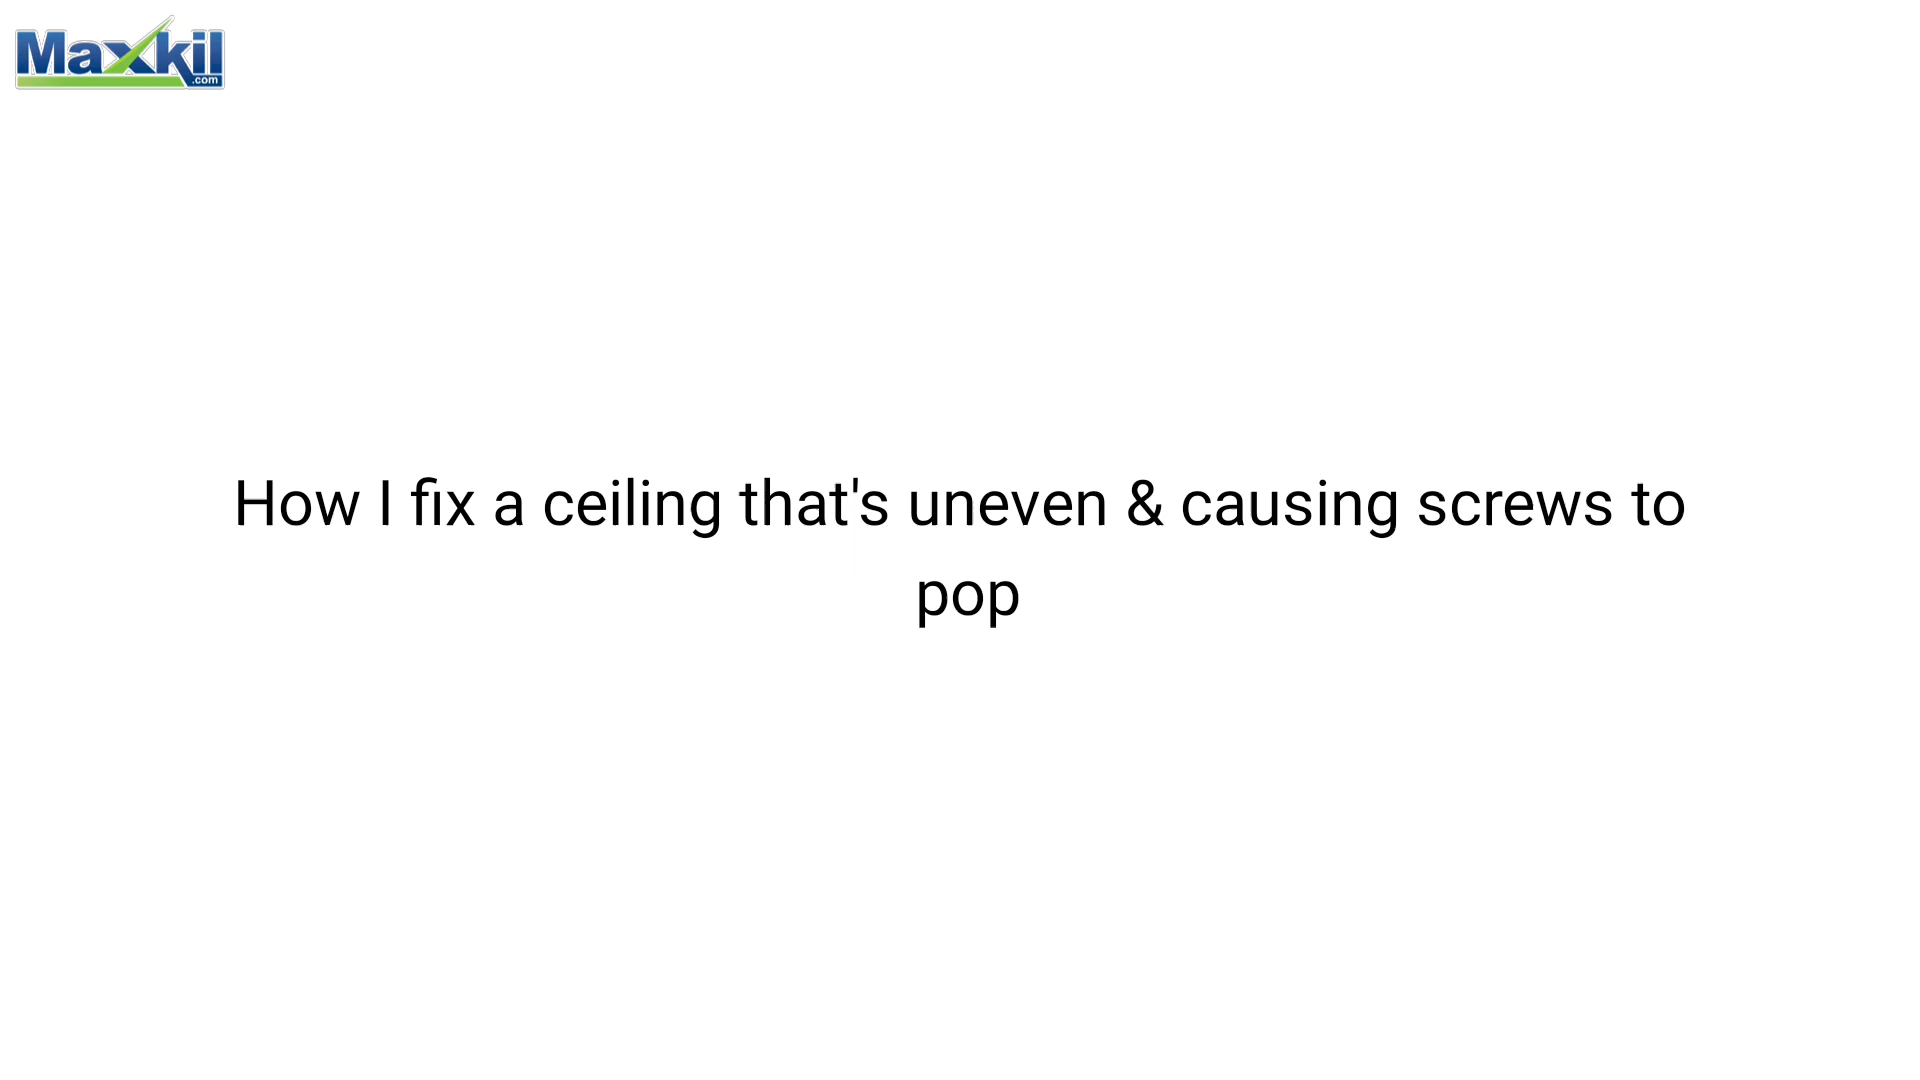 Maxkil
.com
How I fix a ceiling that's uneven & causing screws to
pop